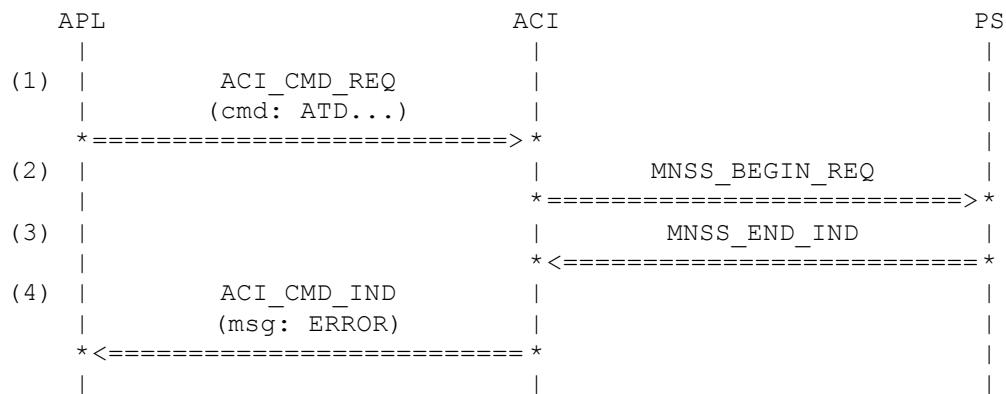 APL ACI PS
| | |
(1) | ACI_CMD_REQ | |
| (cmd: ATD...) | |
*==========================>* |
(2) | | MNSS_BEGIN_REQ |
| *==========================>*
(3) | | MNSS_END_IND |
| *<==========================*
(4) | ACI_CMD_IND | |
| (msg: ERROR) | |
*<==========================* |
| | |